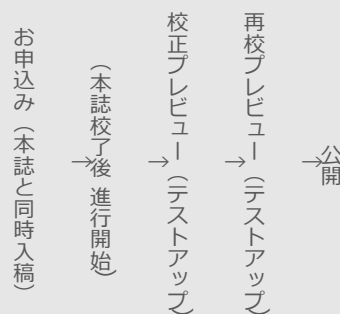 お申込み（本誌と同時入稿）
→（本誌校了後 進行開始）
→校正プレビュー（テストアップ）
→再校プレビュー（テストアップ）
→公開